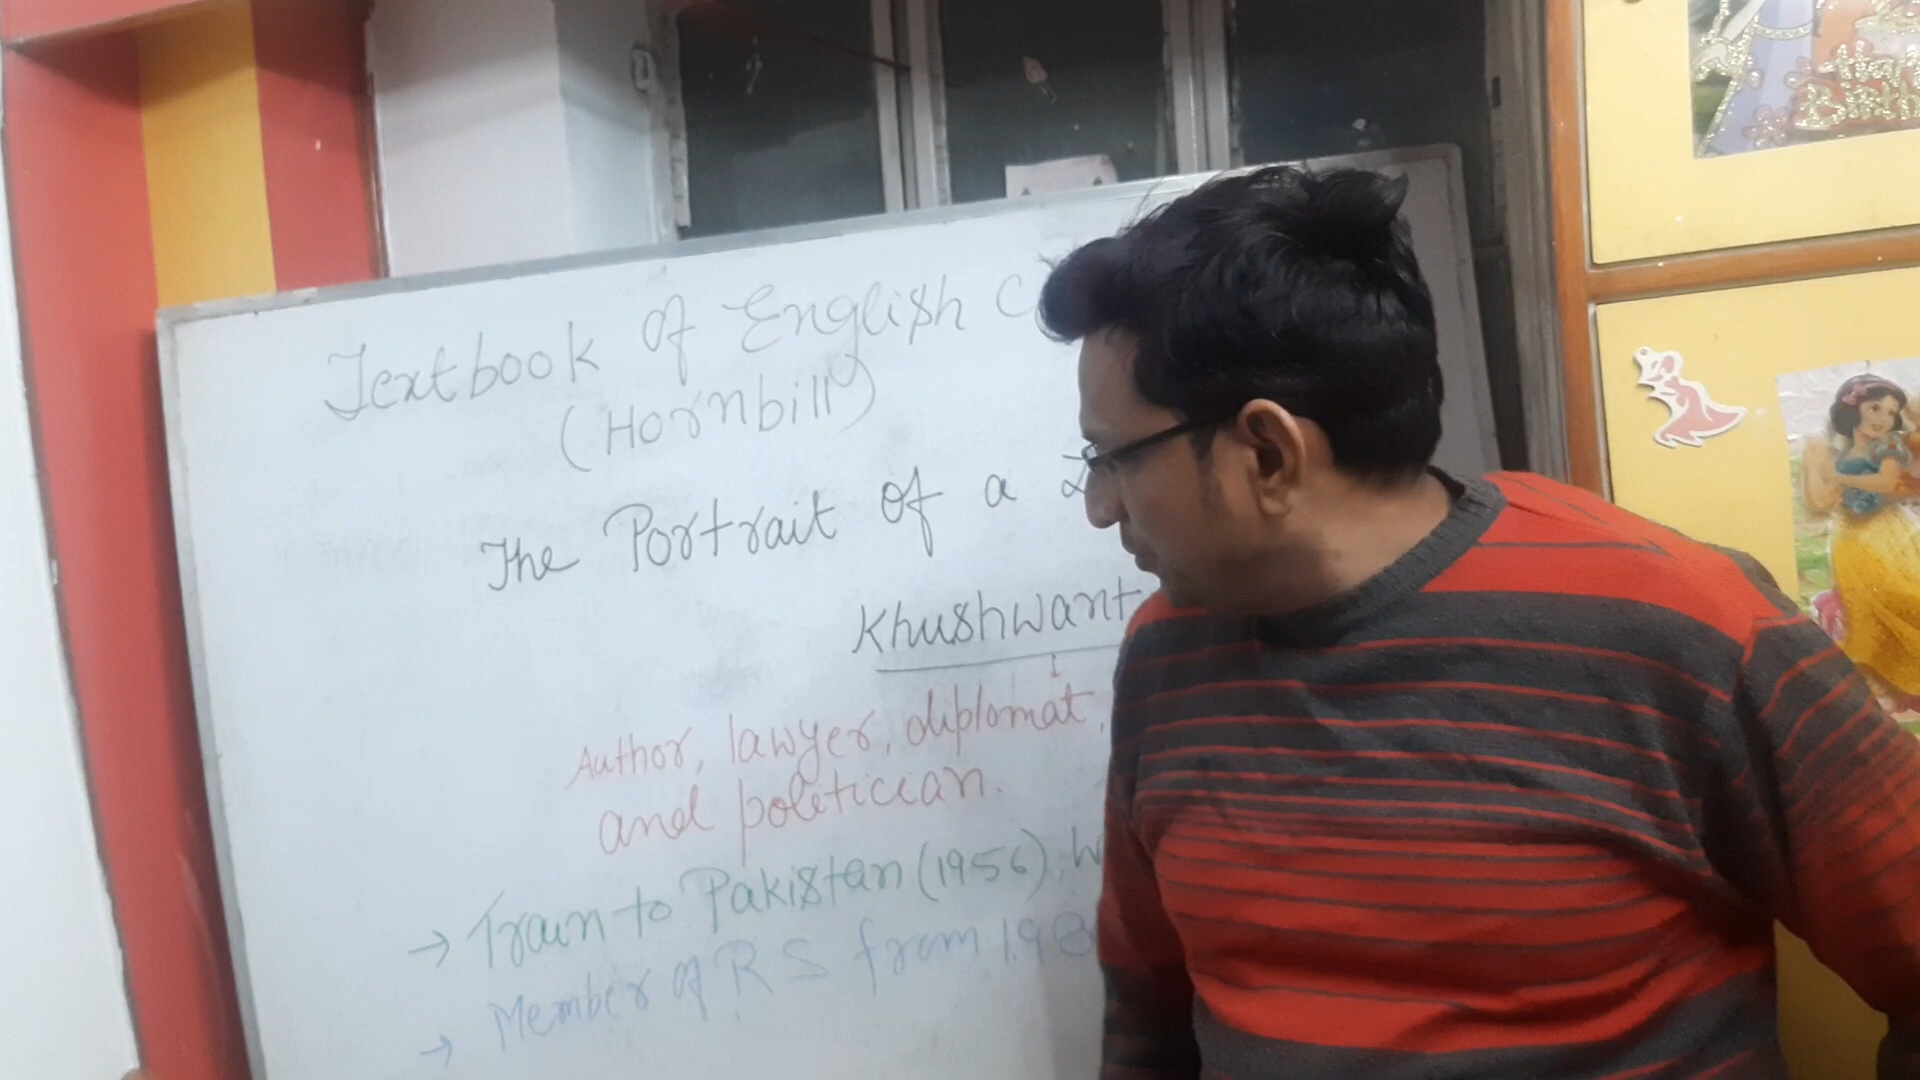 Textbook of English C
(Hornbill)
The Portrait of a L
Khushwant
Author, lawyer, diplomat,
and politician.
→ Train to Pakistan (1956), W
→ Member of RS from 198